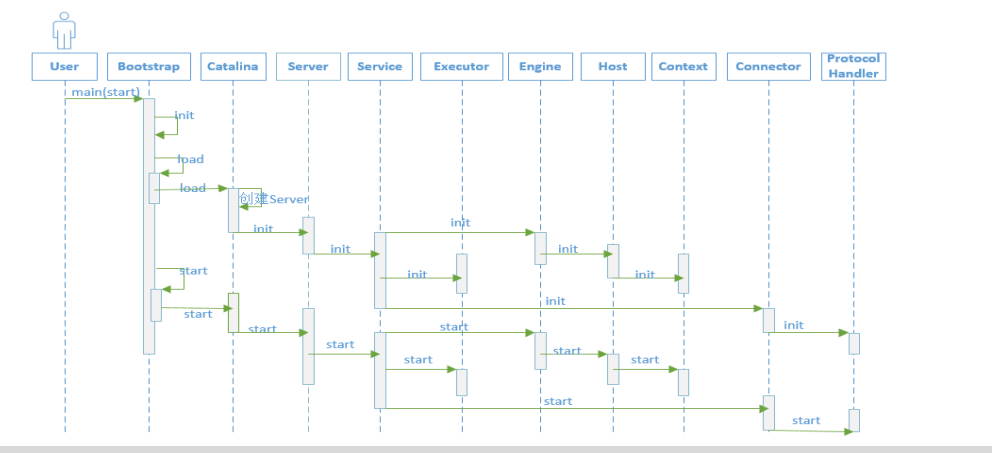 User
Bootstrap
Catalina
Server
Service
Executor
Engine
Host
Context
Connector
Protocol
Handler
main(start)
init
load
load
创建Server
init
init
init
init
init
init
init
init
start
start
start
start
start
start
start
start
start
start